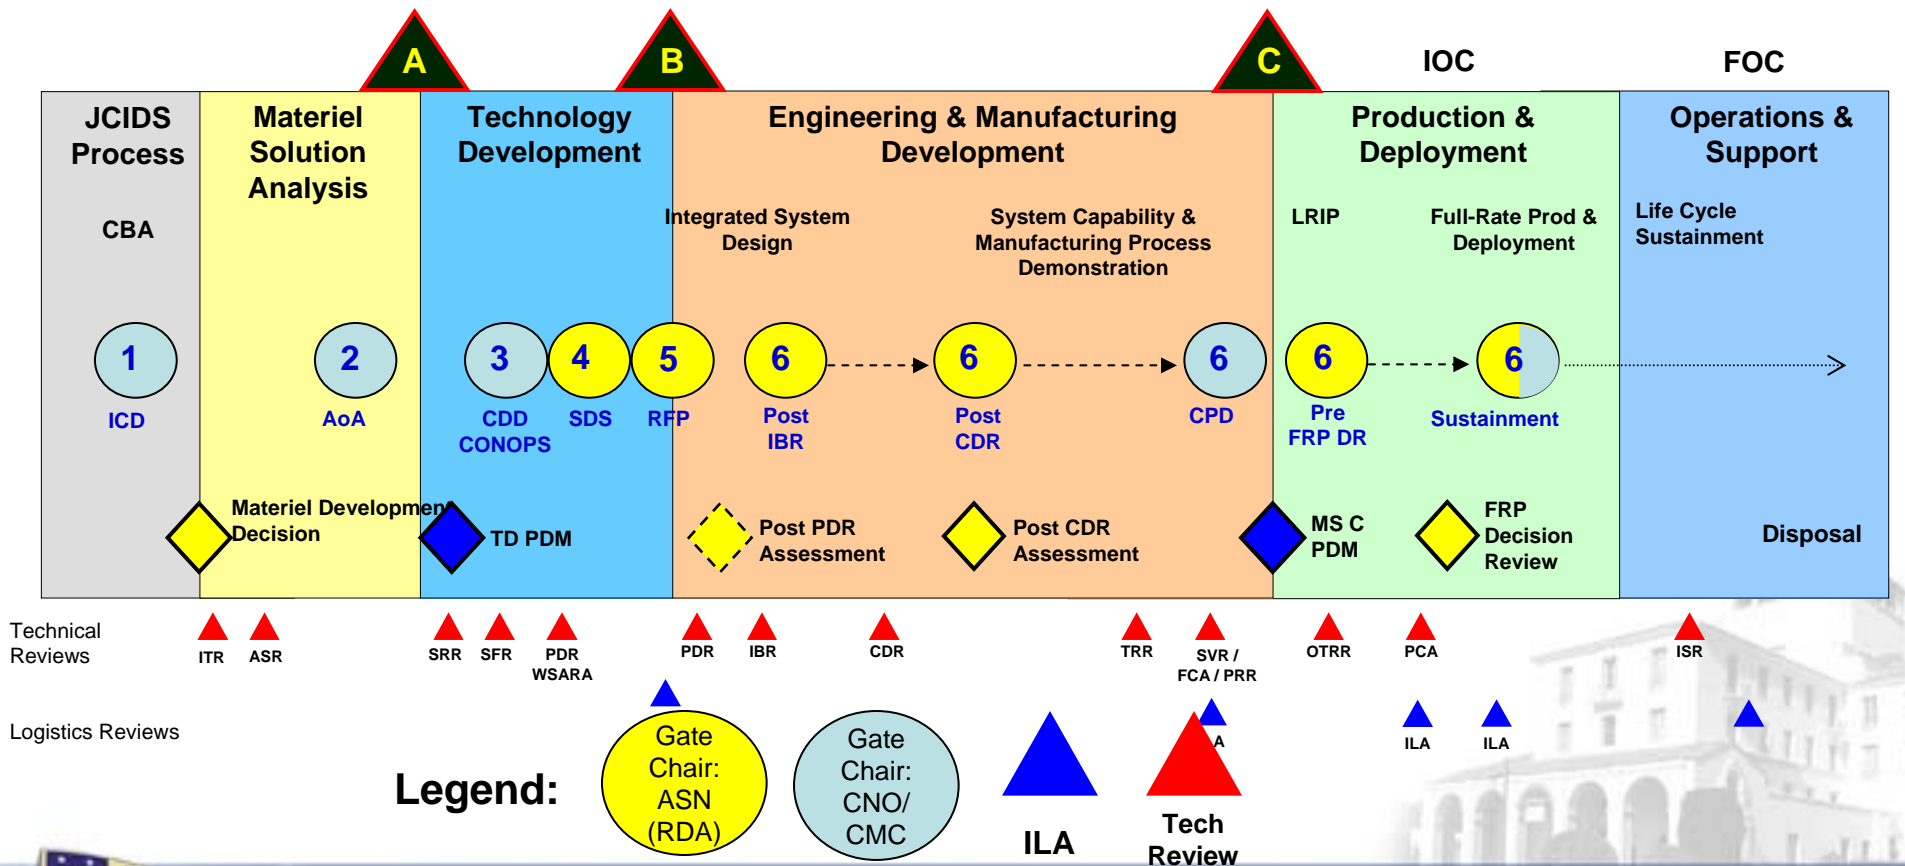 A
B
C
IOC
FOC
JCIDS
Process
Materiel
Solution
Analysis
Technology
Development
Engineering & Manufacturing
Development
Production &
Deployment
Operations &
Support
CBA
Integrated System
Design
System Capability &
Manufacturing Process
Demonstration
LRIP
Full-Rate Prod &
Deployment
Life Cycle
Sustainment
1
2
3
4
5
6
6
6
6
6
ICD
AoA
CDD
CONOPS
SDS
RFP
Post
IBR
Post
CDR
CPD
Pre
FRP DR
Sustainment
Materiel Development
Decision
TD PDM
Post PDR
Assessment
Post CDR
Assessment
MS C
PDM
FRP
Decision
Review
Disposal
Technical
Reviews
ITR
ASR
SRR
SFR
PDR
WSARA
PDR
IBR
CDR
TRR
SVR /
FCA / PRR
OTRR
PCA
ISR
Logistics Reviews
A
ILA
ILA
Legend:
Gate
Chair:
ASN
(RDA)
Gate
Chair:
CNO/
CMC
ILA
Tech
Review